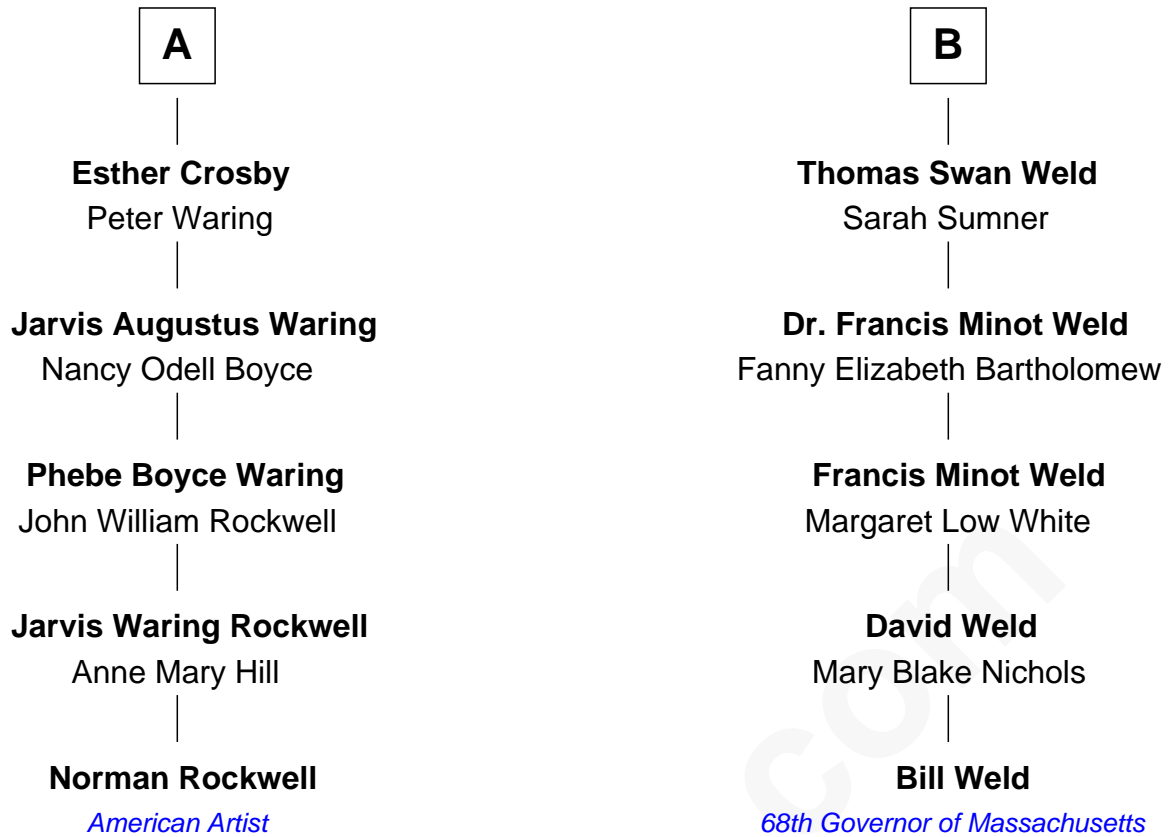 A
Esther Crosby
Peter Waring
Jarvis Augustus Waring
Nancy Odell Boyce
Phebe Boyce Waring
John William Rockwell
Jarvis Waring Rockwell
Anne Mary Hill
Norman Rockwell
American Artist
B
Thomas Swan Weld
Sarah Sumner
Dr. Francis Minot Weld
Fanny Elizabeth Bartholomew
Francis Minot Weld
Margaret Low White
David Weld
Mary Blake Nichols
Bill Weld
68th Governor of Massachusetts
com